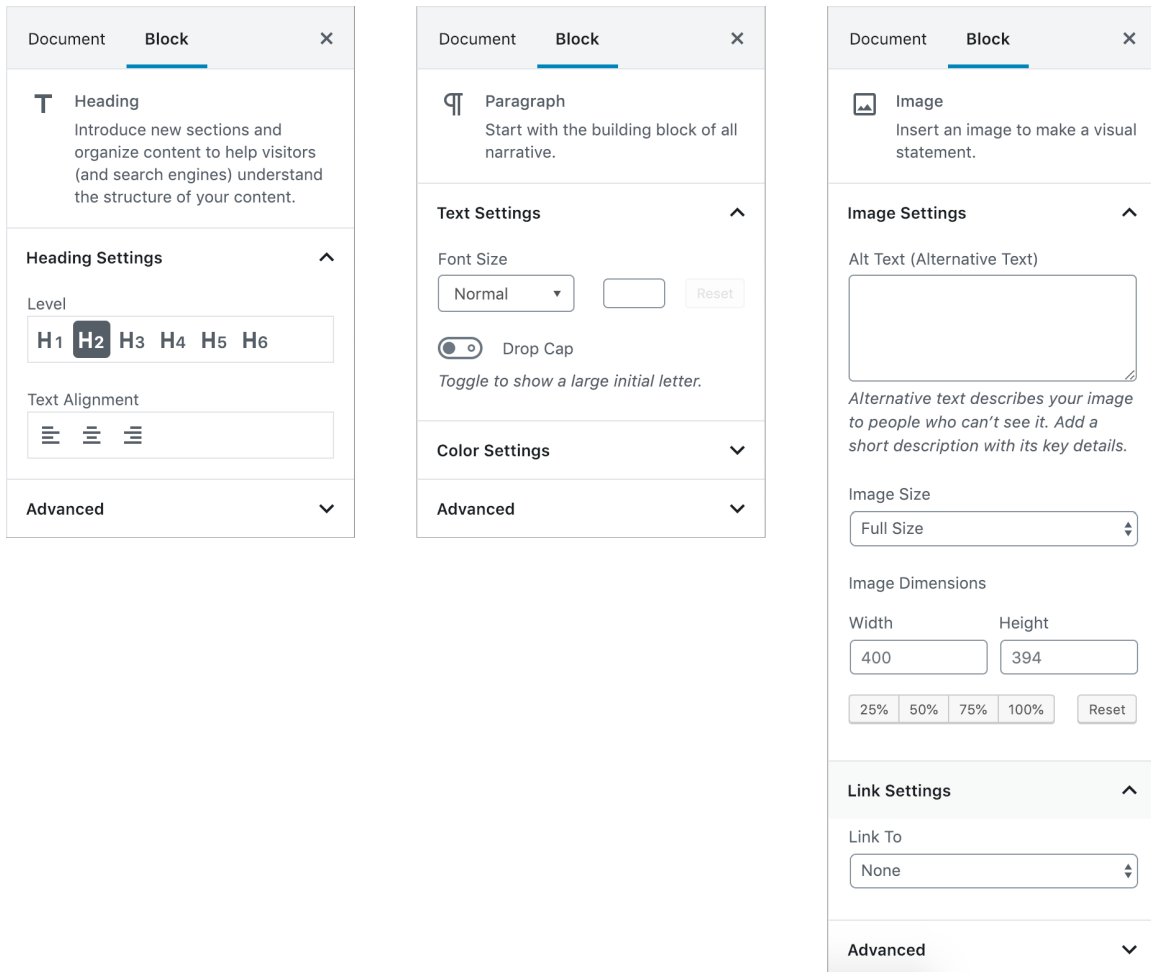 Document Block ×
T Heading
Introduce new sections and
organize content to help visitors
(and search engines) understand
the structure of your content.
Heading Settings
Level
H1 H2 H3 H4 H5 H6
Text Alignment
Advanced
Document Block ×
¶ Paragraph
Start with the building block of all
narrative.
Text Settings
Font Size
Normal Reset
Drop Cap
Toggle to show a large initial letter.
Color Settings
Advanced
Document Block ×
Image
Insert an image to make a visual
statement.
Image Settings
Alt Text (Alternative Text)
Alternative text describes your image
to people who can’t see it. Add a
short description with its key details.
Image Size
Full Size
Image Dimensions
Width Height
400 394
25% 50% 75% 100% Reset
Link Settings
Link To
None
Advanced